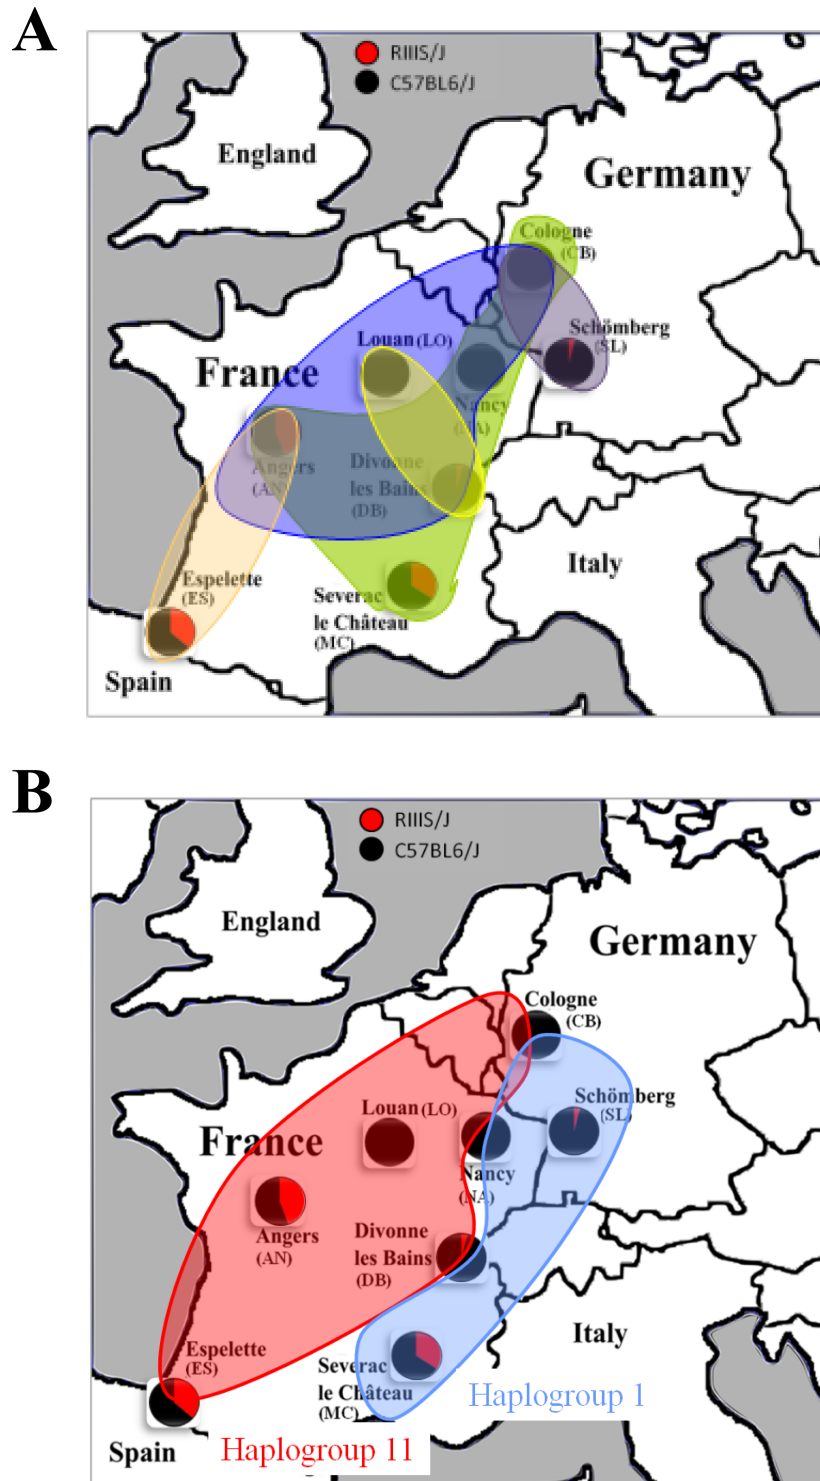 A
RIIIS/J
C57BL6/J
England
Germany
Cologne
(CB)
Schömberg
(SL)
Louan (LO)
France
Nancy
(NA)
Angers
(AN)
Divonne
les Bains
(DB)
Italy
Espelette
(ES)
Severac
le Château
(MC)
Spain
B
RIIIS/J
C57BL6/J
England
Germany
Cologne
(CB)
Schömberg
(SL)
Louan (LO)
France
Nancy
(NA)
Angers
(AN)
Divonne
les Bains
(DB)
Italy
Espelette
(ES)
Severac
le Château
(MC)
Haplogroup 1
Spain
Haplogroup 11